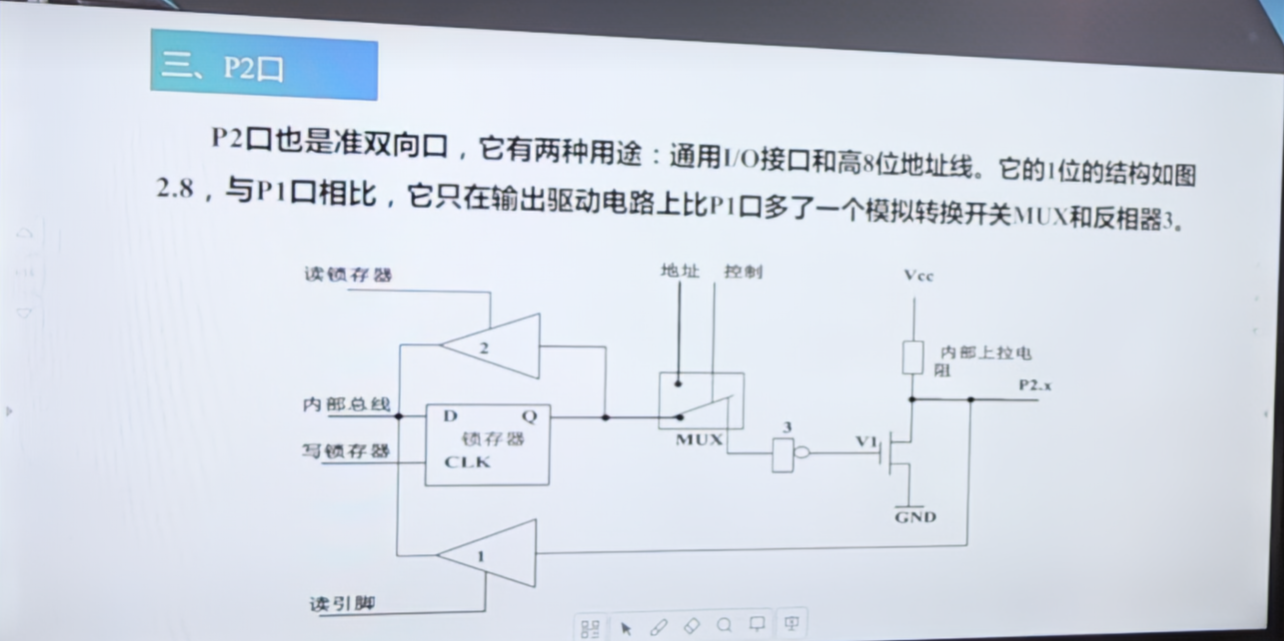 三、P2口
P2口也是准双向口，它有两种用途：通用I/O接口和高8位地址线。它的1位的结构如图
2.8，与P1口相比，它只在输出驱动电路上比P1口多了一个模拟转换开关MUX和反相器3。
读锁存器
地址 控制
Vcc
2
内部上拉电
阻
P2.x
内部总线
D Q
锁存器
CLK
写锁存器
MUX
3
V1
GND
1
读引脚